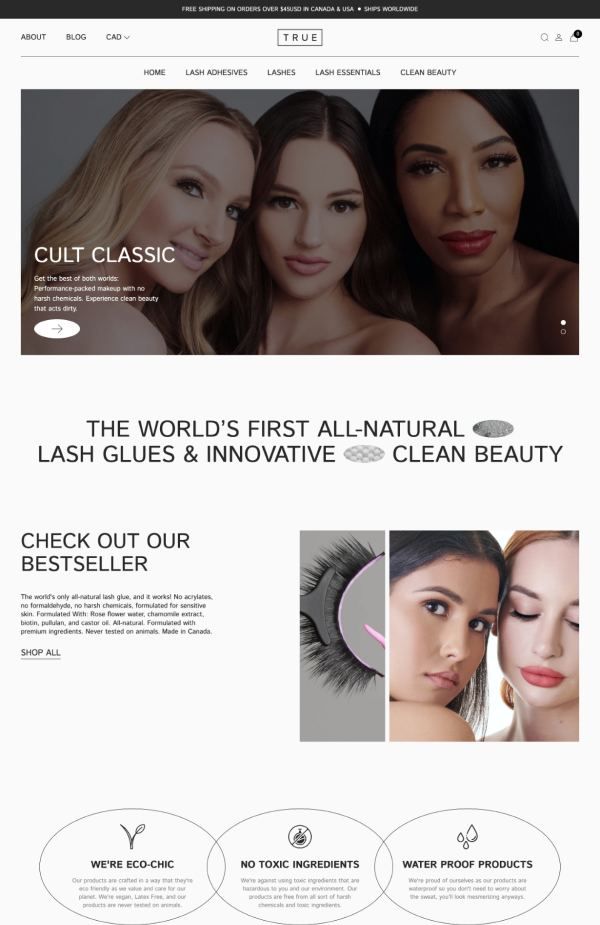 FREE SHIPPING ON ORDERS OVER $45USD IN CANADA & USA ● SHIPS WORLDWIDE
ABOUT BLOG CAD TRUE 0
HOME LASH ADHESIVES LASHES LASH ESSENTIALS CLEAN BEAUTY
CULT CLASSIC
Get the best of both worlds:
Performance-packed makeup with no
harsh chemicals. Experience clean beauty
that acts dirty.
THE WORLD'S FIRST ALL-NATURAL
LASH GLUES & INNOVATIVE CLEAN BEAUTY
CHECK OUT OUR
BESTSELLER
The world's only all-natural lash glue, and it works! No acrylates,
no formaldehyde, no harsh chemicals, formulated for sensitive
skin. Formulated With: Rose flower water, chamomile extract,
biotin, pullulan, and castor oil. All-natural. Formulated with
premium ingredients. Never tested on animals. Made in Canada.
SHOP ALL
WE'RE ECO-CHIC
Our products are crafted in a way that they're
eco friendly as we value and care for our
planet. We're vegan, Latex Free, and our
products are never tested on animals.
NO TOXIC INGREDIENTS
We're against using toxic ingredients that are
hazardous to you and our environment. Our
products are free from all sort of harsh
chemicals and toxic ingredients.
WATER PROOF PRODUCTS
We're proud of ourselves as our products are
waterproof so you don't need to worry about
the sweat, you'll look mesmerizing anyways.